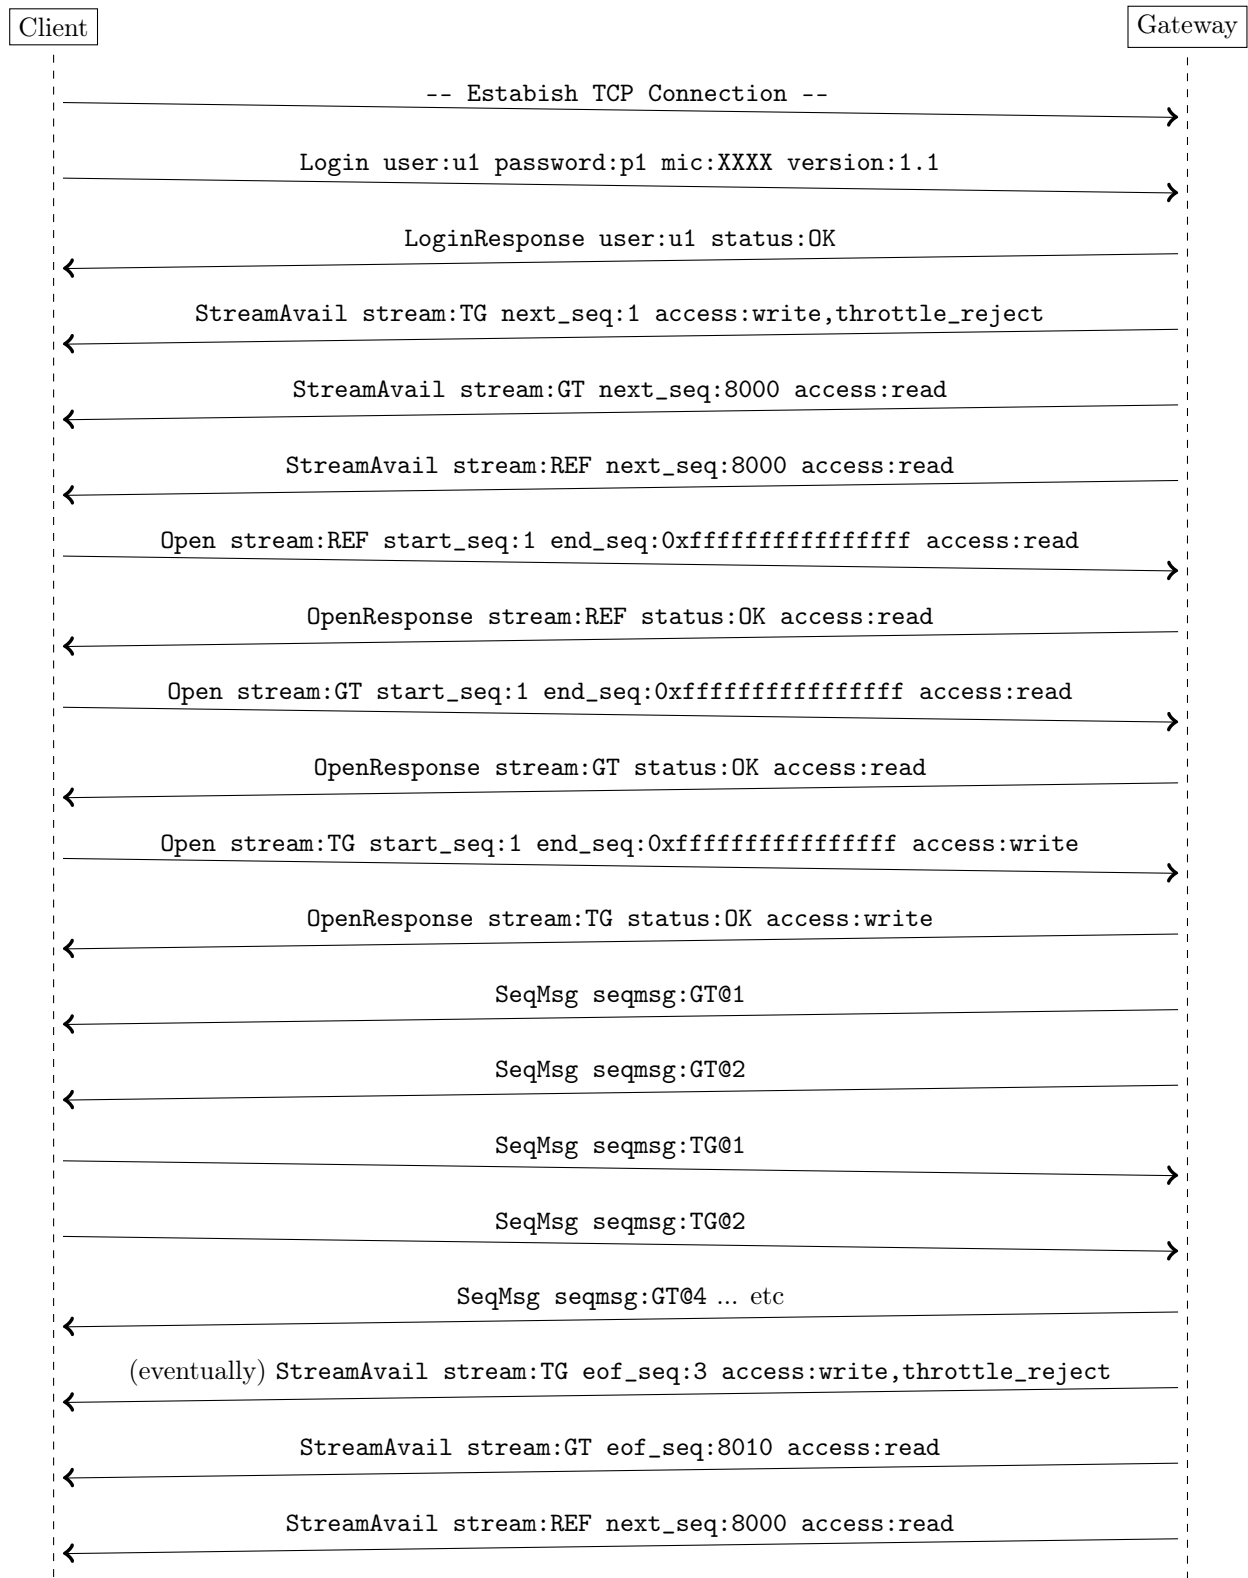 Client
Gateway
-- Estabish TCP Connection --
Login user:u1 password:p1 mic:XXXX version:1.1
LoginResponse user:u1 status:OK
StreamAvail stream:TG next_seq:1 access:write,throttle_reject
StreamAvail stream:GT next_seq:8000 access:read
StreamAvail stream:REF next_seq:8000 access:read
Open stream:REF start_seq:1 end_seq:0xffffffffffffffff access:read
OpenResponse stream:REF status:OK access:read
Open stream:GT start_seq:1 end_seq:0xffffffffffffffff access:read
OpenResponse stream:GT status:OK access:read
Open stream:TG start_seq:1 end_seq:0xffffffffffffffff access:write
OpenResponse stream:TG status:OK access:write
SeqMsg seqmsg:GT@1
SeqMsg seqmsg:GT@2
SeqMsg seqmsg:TG@1
SeqMsg seqmsg:TG@2
SeqMsg seqmsg:GT@4 ... etc
(eventually) StreamAvail stream:TG eof_seq:3 access:write,throttle_reject
StreamAvail stream:GT eof_seq:8010 access:read
StreamAvail stream:REF next_seq:8000 access:read